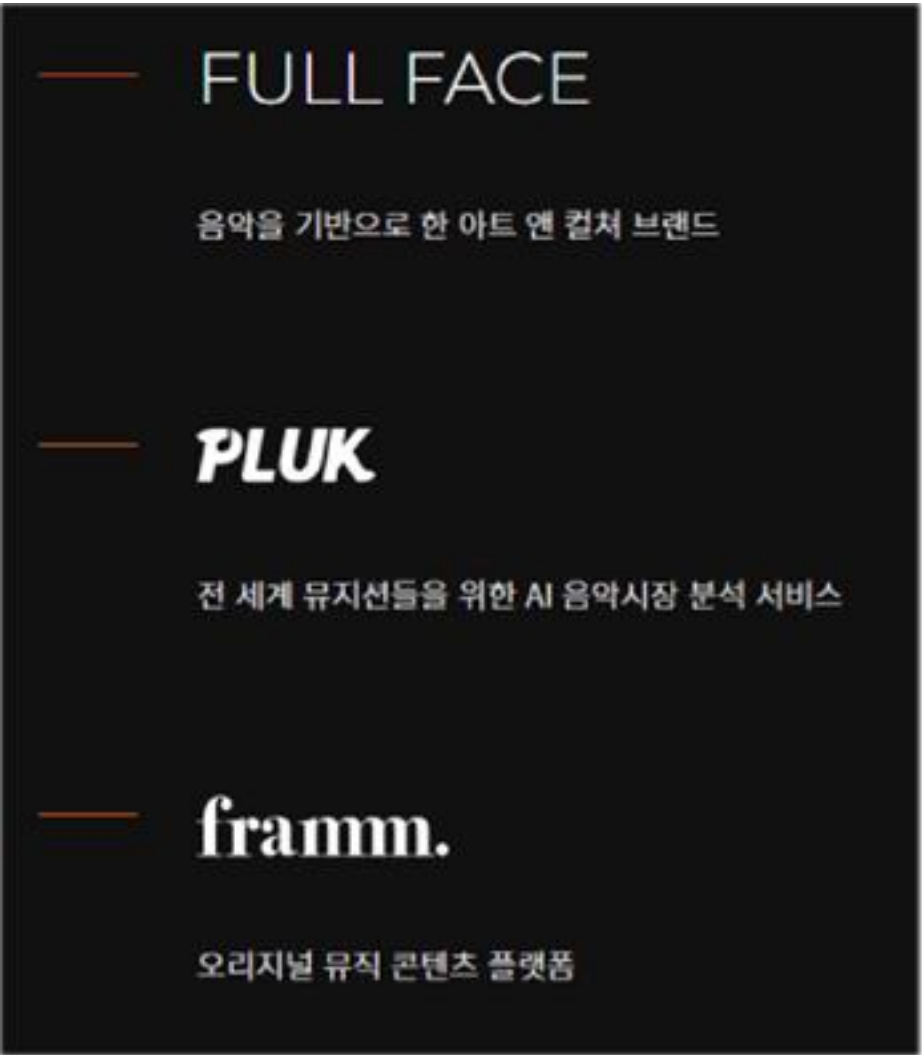 FULL FACE
음악을 기반으로 한 아트 앤 컬쳐 브랜드
PLUK
전 세계 뮤지션들을 위한 AI 음악시장 분석 서비스
framm.
오리지널 뮤직 콘텐츠 플랫폼